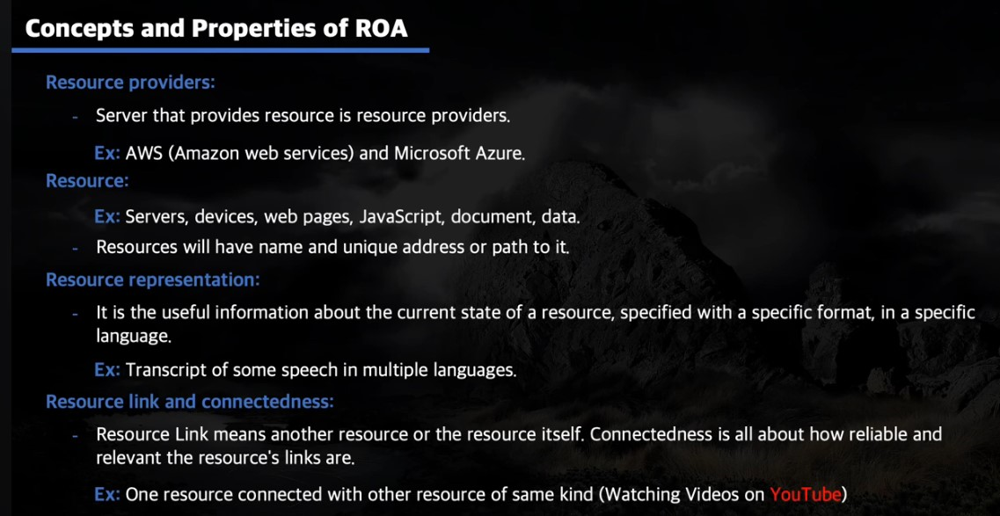 Concepts and Properties of ROA
Resource providers:
- Server that provides resource is resource providers.
Ex: AWS (Amazon web services) and Microsoft Azure.
Resource:
Ex: Servers, devices, web pages, JavaScript, document, data.
- Resources will have name and unique address or path to it.
Resource representation:
- It is the useful information about the current state of a resource, specified with a specific format, in a specific
language.
Ex: Transcript of some speech in multiple languages.
Resource link and connectedness:
- Resource Link means another resource or the resource itself. Connectedness is all about how reliable and
relevant the resource's links are.
Ex: One resource connected with other resource of same kind (Watching Videos on YouTube)